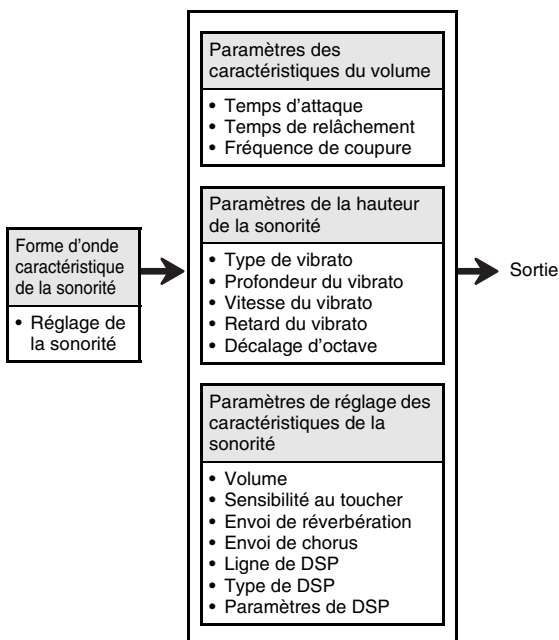 Forme d'onde
caractéristique
de la sonorité
• Réglage de
la sonorité
Paramètres des
caractéristiques du volume
• Temps d'attaque
• Temps de relâchement
• Fréquence de coupure
Paramètres de la hauteur
de la sonorité
• Type de vibrato
• Profondeur du vibrato
• Vitesse du vibrato
• Retard du vibrato
• Décalage d'octave
Paramètres de réglage des
caractéristiques de la
sonorité
• Volume
• Sensibilité au toucher
• Envoi de réverbération
• Envoi de chorus
• Ligne de DSP
• Type de DSP
• Paramètres de DSP
Sortie